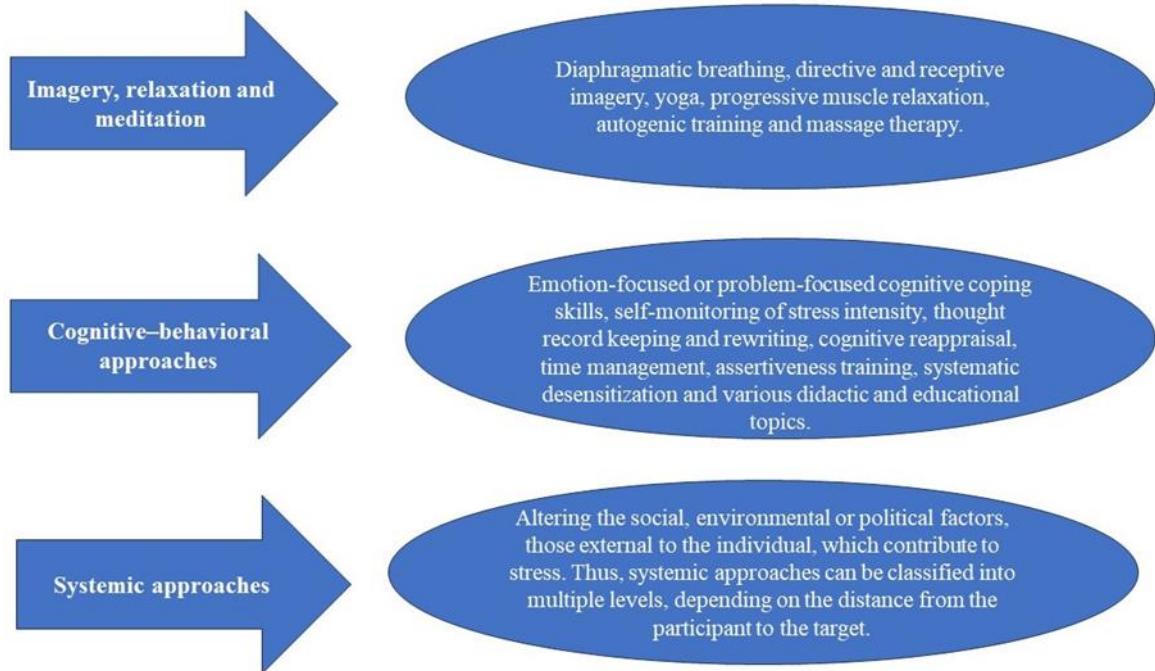 Imagery, relaxation and
meditation
Diaphragmatic breathing, directive and receptive
imagery, yoga, progressive muscle relaxation,
autogenic training and massage therapy.
Cognitive–behavioral
approaches
Emotion-focused or problem-focused cognitive coping
skills, self-monitoring of stress intensity, thought
record keeping and rewriting, cognitive reappraisal,
time management, assertiveness training, systematic
desensitization and various didactic and educational
topics.
Systemic approaches
Altering the social, environmental or political factors,
those external to the individual, which contribute to
stress. Thus, systemic approaches can be classified into
multiple levels, depending on the distance from the
participant to the target.